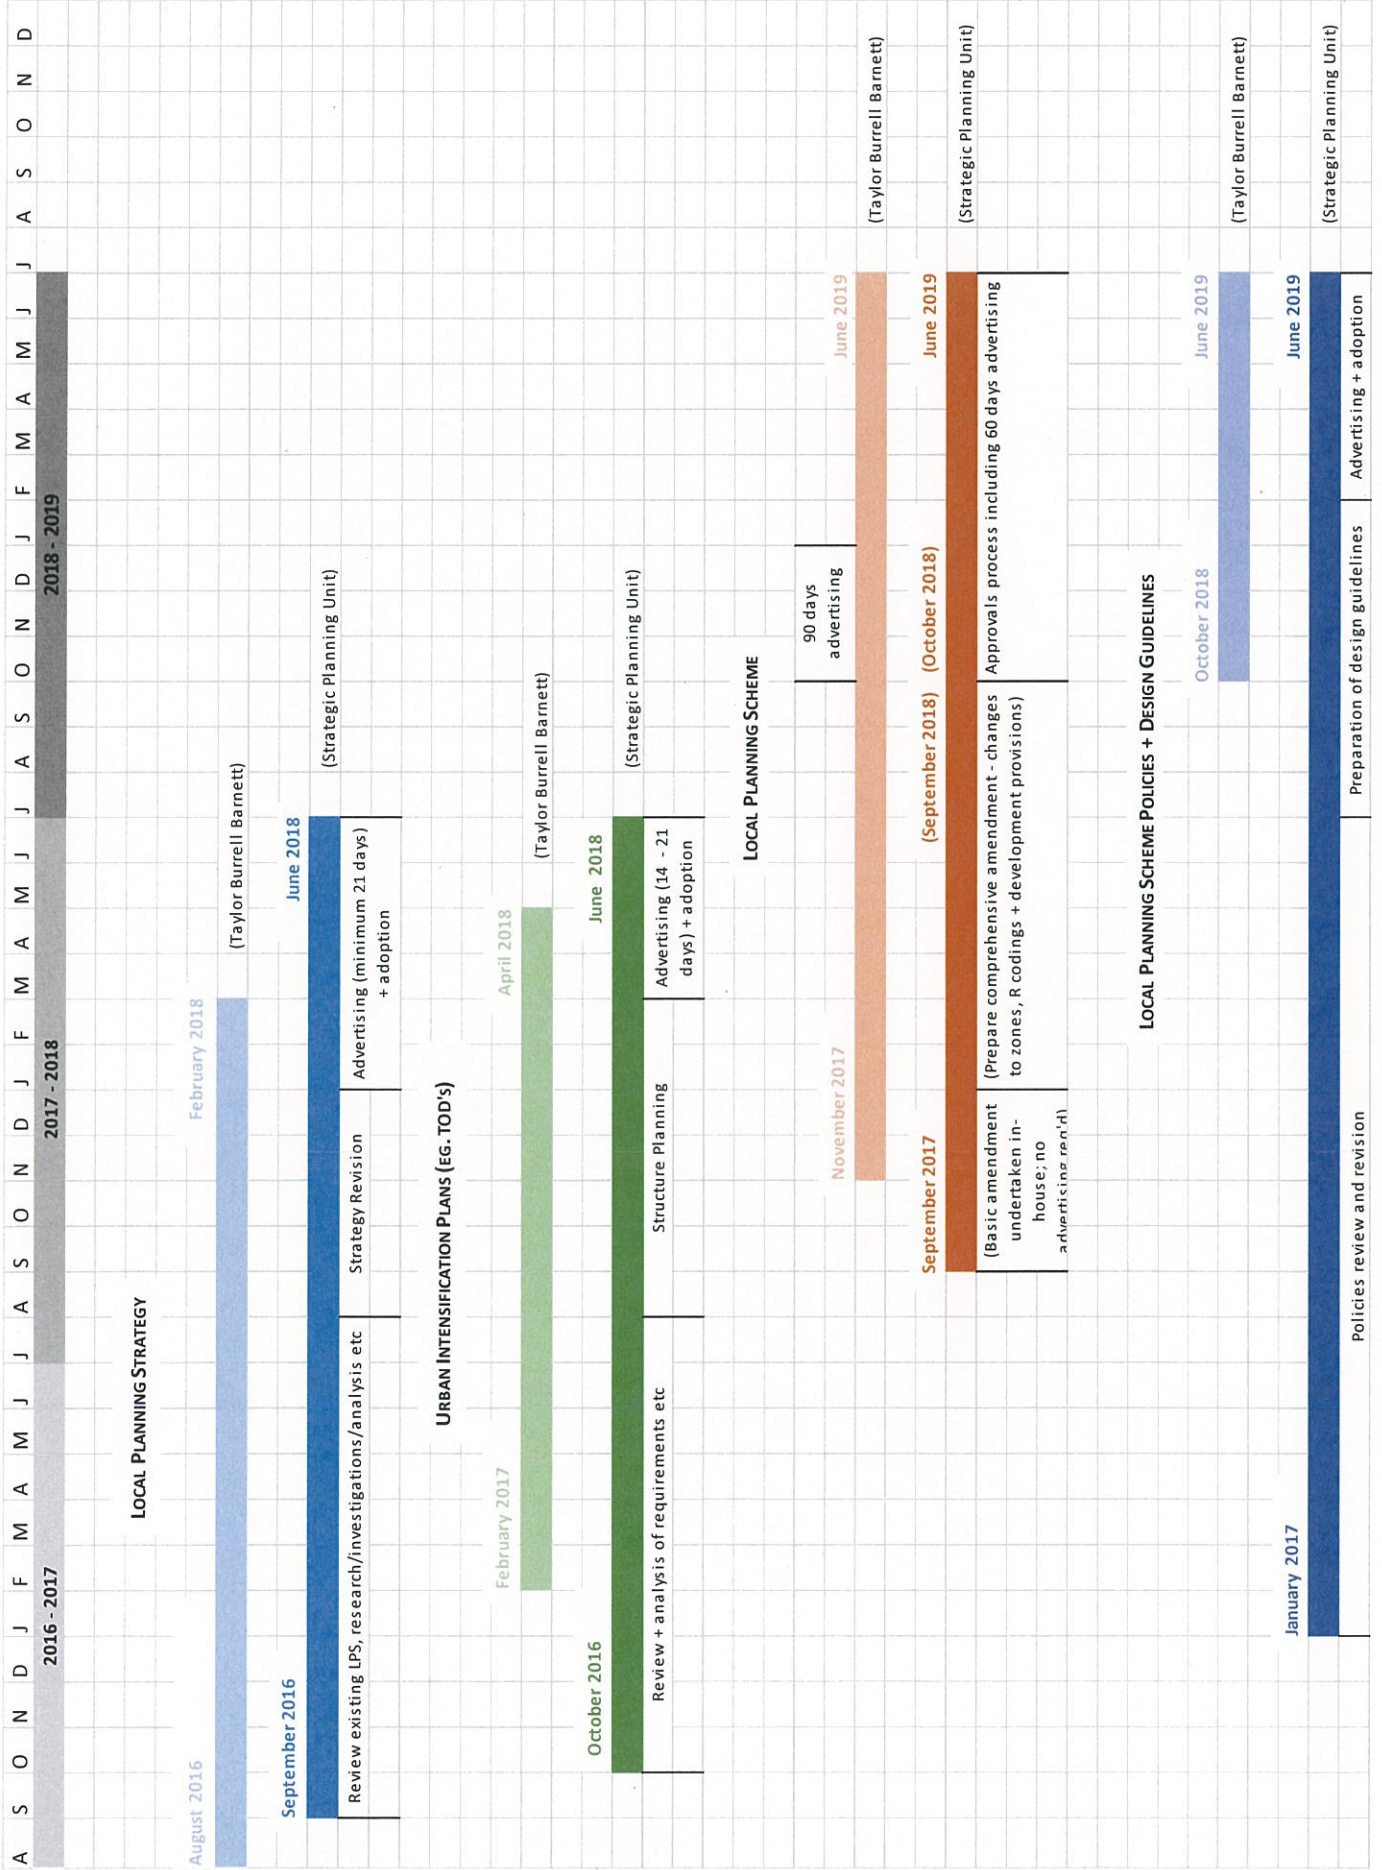 A S O N D J F M A M J J A S O N D J F M A M J J A S O N D J F M A M J J A S O N D
2016 - 2017 2017 - 2018 2018 - 2019
LOCAL PLANNING STRATEGY
August 2016 February 2018
(Taylor Burrell Barnett)
September 2016 June 2018
(Strategic Planning Unit)
Review existing LPS, research/investigations/analysis etc
Strategy Revision
Advertising (minimum 21 days)
+ adoption
URBAN INTENSIFICATION PLANS (EG. TOD's)
February 2017 April 2018
(Taylor Burrell Barnett)
October 2016 June 2018
(Strategic Planning Unit)
Review + analysis of requirements etc
Structure Planning
Advertising (14 - 21
days) + adoption
LOCAL PLANNING SCHEME
90 days
advertising
November 2017 June 2019
(Taylor Burrell Barnett)
September 2017 (September 2018) (October 2018) June 2019
(Strategic Planning Unit)
(Basic amendment
undertaken in-
house; no
advertising req'd)
(Prepare comprehensive amendment - changes
to zones, R codings + development provisions)
Approvals process including 60 days advertising
LOCAL PLANNING SCHEME POLICIES + DESIGN GUIDELINES
October 2018 June 2019
(Taylor Burrell Barnett)
January 2017 June 2019
(Strategic Planning Unit)
Policies review and revision
Preparation of design guidelines
Advertising + adoption